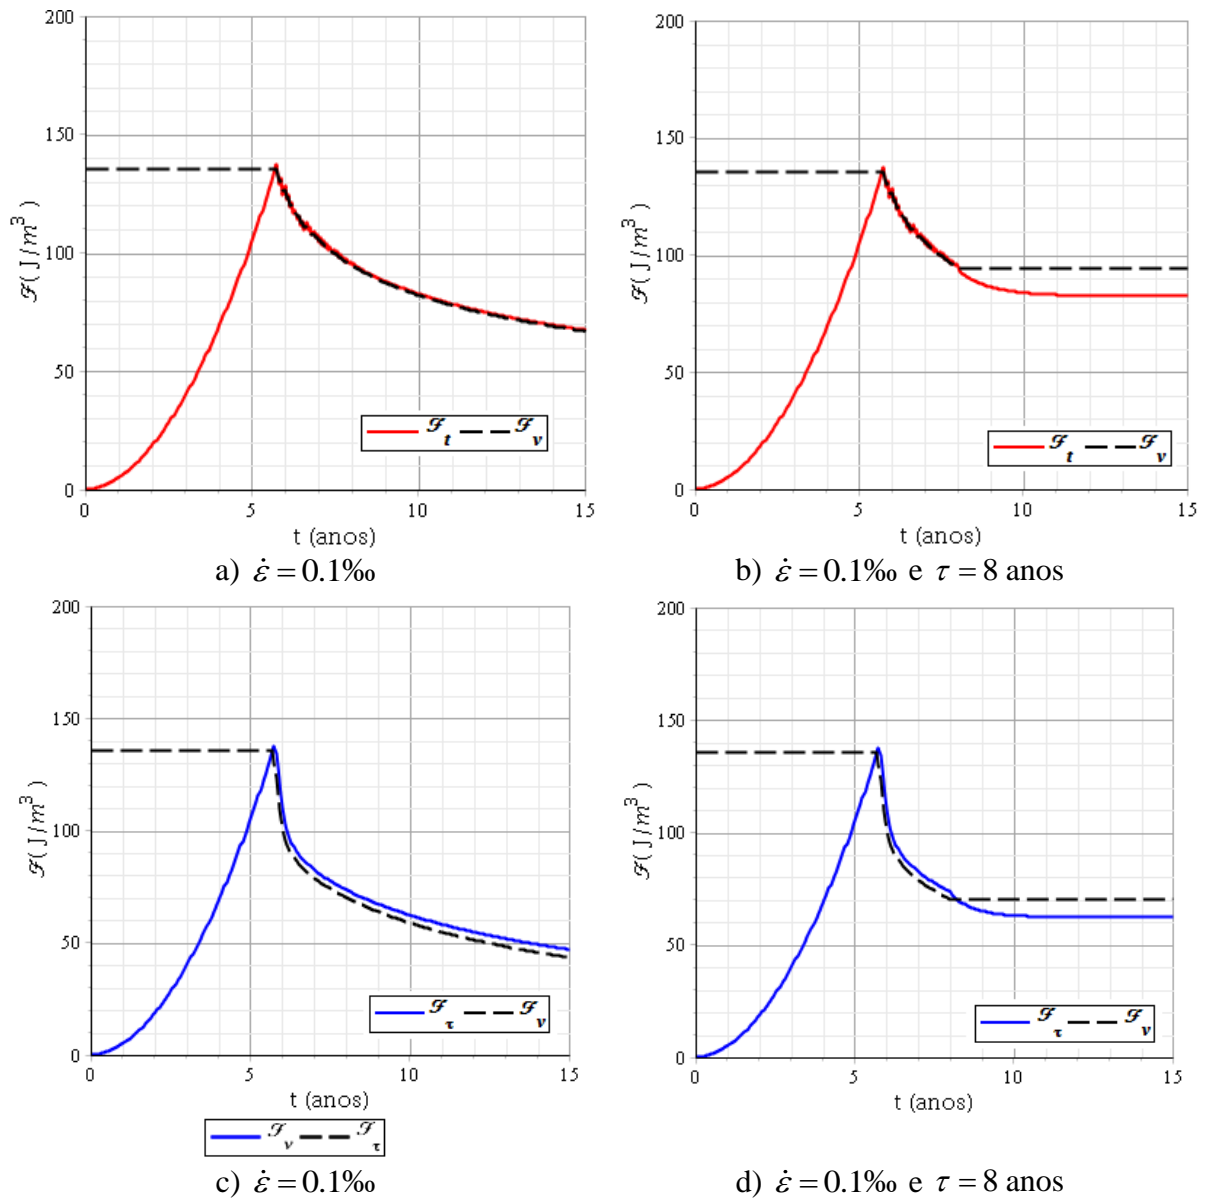 200
150
100
50
0
ℱ( J/m³ )
0 5 10 15
t (anos)
ℱt ℱv
a) ε̇ = 0.1‰
200
150
100
50
0
ℱ( J/m³ )
0 5 10 15
t (anos)
ℱt ℱv
b) ε̇ = 0.1‰ e τ = 8 anos
200
150
100
50
0
ℱ( J/m³ )
0 5 10 15
t (anos)
ℱτ ℱv
ℱv ℱτ
c) ε̇ = 0.1‰
200
150
100
50
0
ℱ( J/m³ )
0 5 10 15
t (anos)
ℱτ ℱv
d) ε̇ = 0.1‰ e τ = 8 anos